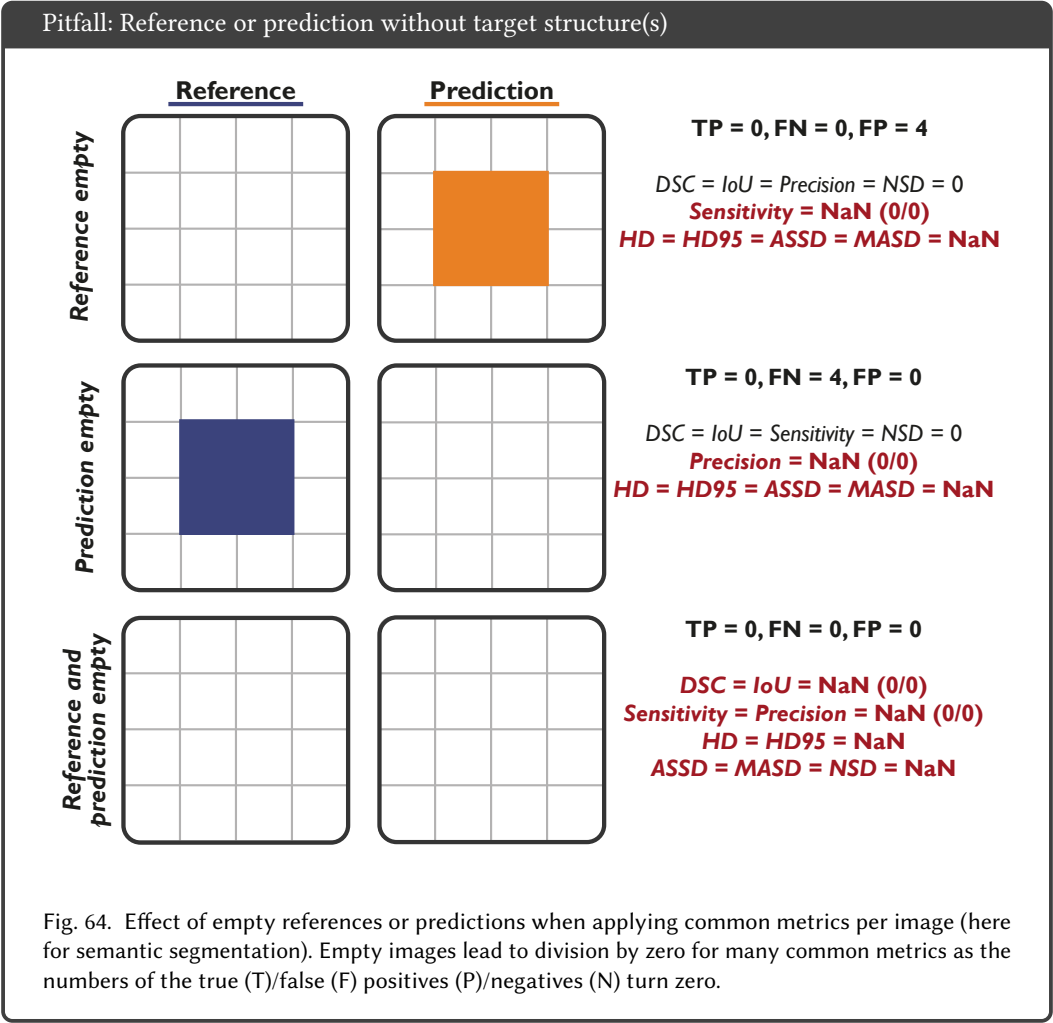 Pitfall: Reference or prediction without target structure(s)
Reference
Prediction
Reference empty
TP = 0, FN = 0, FP = 4
DSC = IoU = Precision = NSD = 0
Sensitivity = NaN (0/0)
HD = HD95 = ASSD = MASD = NaN
Prediction empty
TP = 0, FN = 4, FP = 0
DSC = IoU = Sensitivity = NSD = 0
Precision = NaN (0/0)
HD = HD95 = ASSD = MASD = NaN
Reference and
prediction empty
TP = 0, FN = 0, FP = 0
DSC = IoU = NaN (0/0)
Sensitivity = Precision = NaN (0/0)
HD = HD95 = NaN
ASSD = MASD = NSD = NaN
Fig. 64. Effect of empty references or predictions when applying common metrics per image (here
for semantic segmentation). Empty images lead to division by zero for many common metrics as the
numbers of the true (T)/false (F) positives (P)/negatives (N) turn zero.